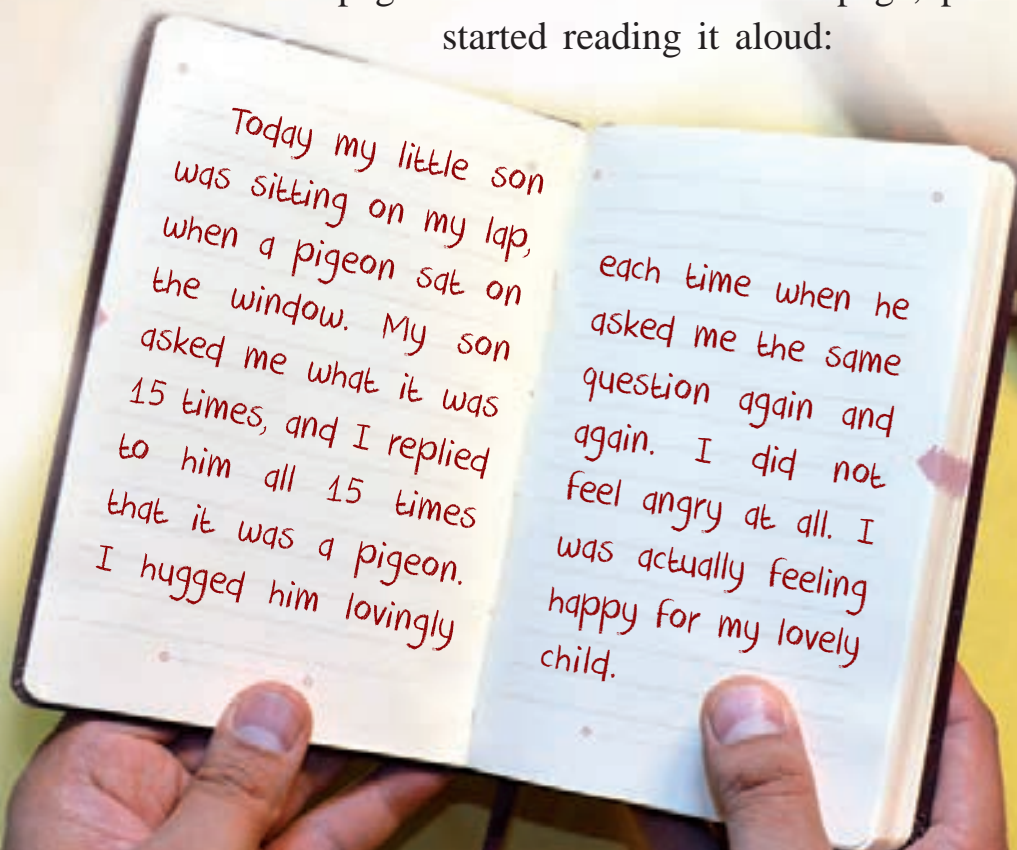 started reading it aloud:
Today my little son
was sitting on my lap,
when a pigeon sat on
the window. My son
asked me what it was
15 times, and I replied
to him all 15 times
that it was a pigeon.
I hugged him lovingly
each time when he
asked me the same
question again and
again. I did not
feel angry at all. I
was actually feeling
happy for my lovely
child.